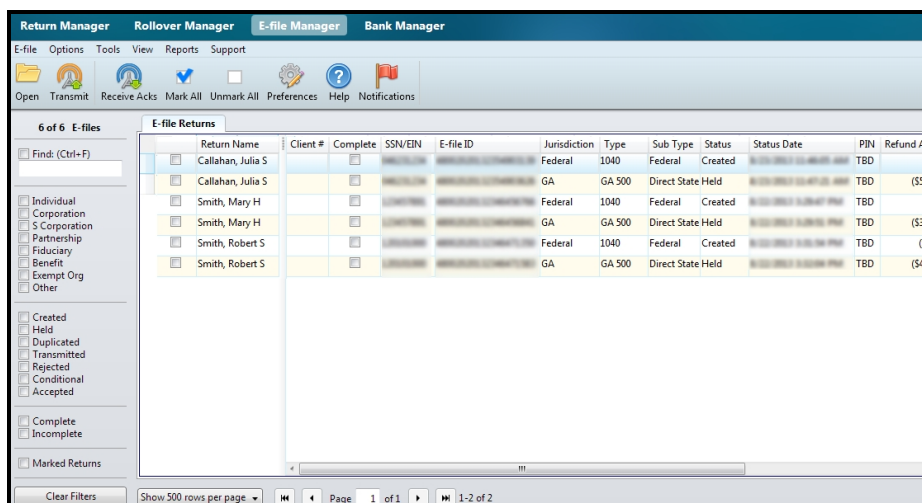 Return Manager Rollover Manager E-file Manager Bank Manager
E-file Options Tools View Reports Support
Open Transmit Receive Acks Mark All Unmark All Preferences Help Notifications
6 of 6 E-files
E-file Returns
Find: (Ctrl+F)
Return Name Client # Complete SSN/EIN E-file ID Jurisdiction Type Sub Type Status Status Date PIN Refund A
Callahan, Julia S Federal 1040 Federal Created TBD
Callahan, Julia S GA GA 500 Direct State Held TBD ($5
Smith, Mary H Federal 1040 Federal Created TBD
Smith, Mary H GA GA 500 Direct State Held TBD ($3
Smith, Robert S Federal 1040 Federal Created TBD (
Smith, Robert S GA GA 500 Direct State Held TBD ($4
Individual
Corporation
S Corporation
Partnership
Fiduciary
Benefit
Exempt Org
Other
Created
Held
Duplicated
Transmitted
Rejected
Conditional
Accepted
Complete
Incomplete
Marked Returns
Clear Filters
Show 500 rows per page Page 1 of 1 1-2 of 2